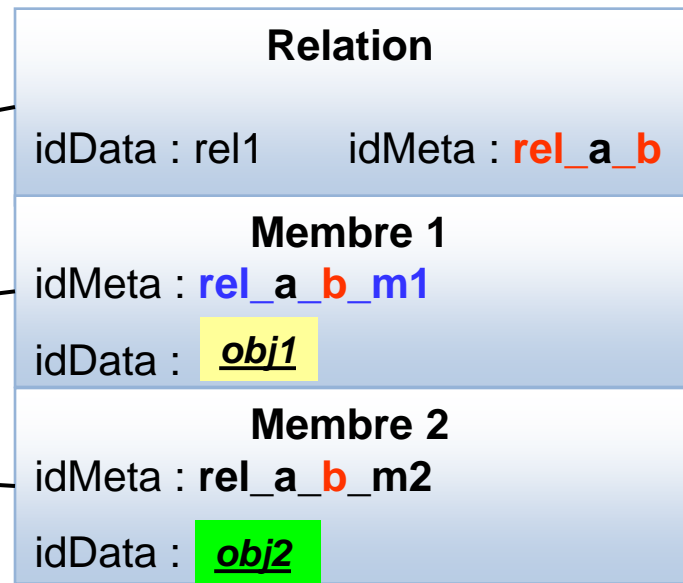 Relation
idData : rel1 idMeta : rel_a_b
Membre 1
idMeta : rel_a_b_m1
idData : obj1
Membre 2
idMeta : rel_a_b_m2
idData : obj2